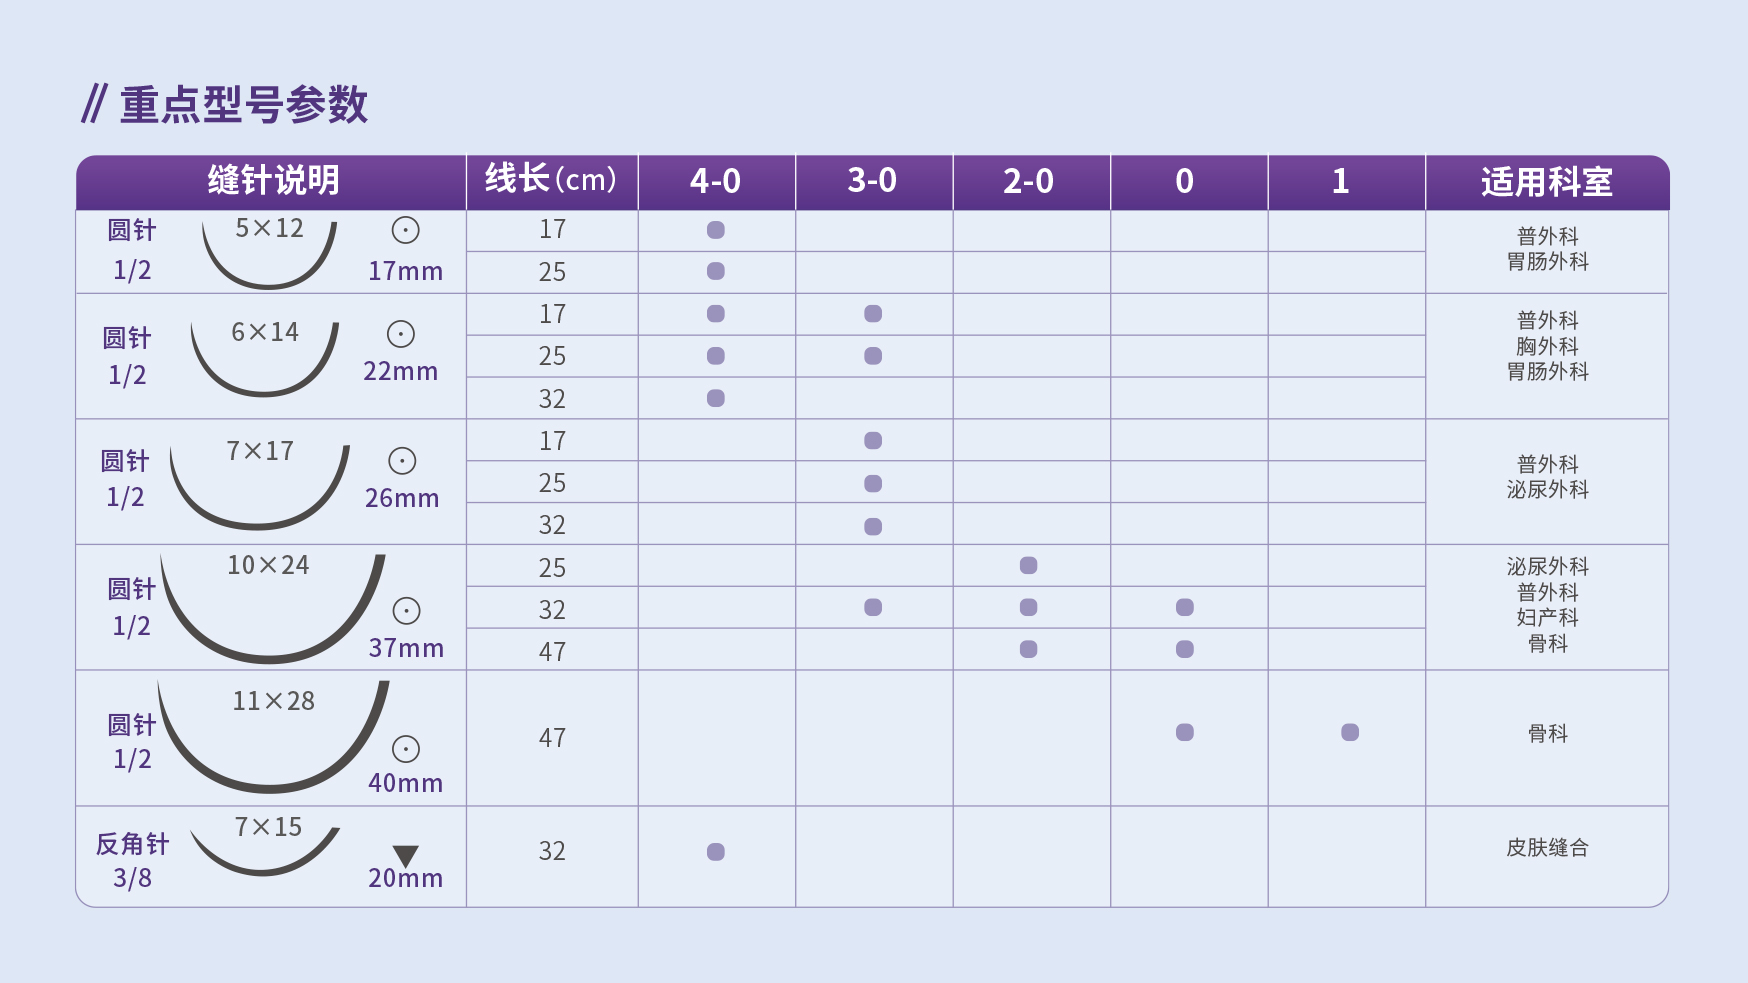 重点型号参数
缝针说明 线长（cm） 4-0 3-0 2-0 0 1 适用科室
圆针 5×12
1/2 17mm
17
25
普外科
胃肠外科
圆针 6×14
1/2 22mm
17
25
32
普外科
胸外科
胃肠外科
圆针 7×17
1/2 26mm
17
25
32
普外科
泌尿外科
圆针 10×24
1/2 37mm
25
32
47
泌尿外科
普外科
妇产科
骨科
圆针 11×28
1/2 40mm
47
骨科
反角针 7×15
3/8 20mm
32
皮肤缝合